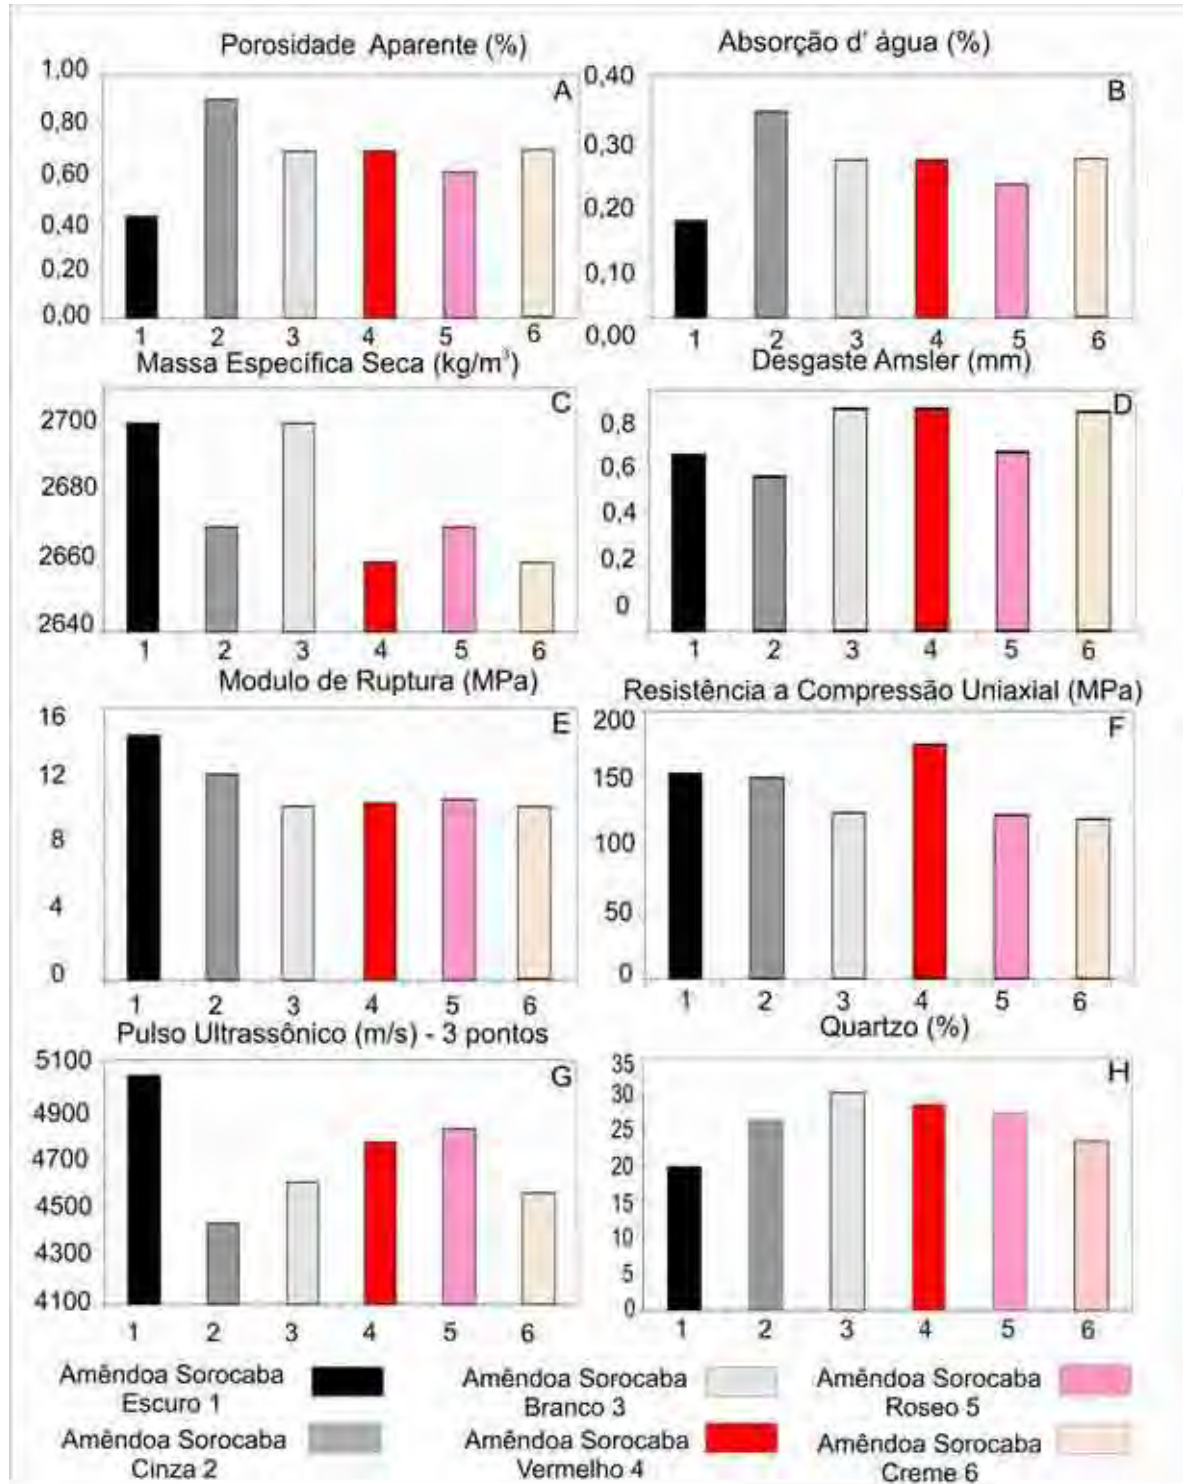 Porosidade Aparente (%)
1,00
0,80
0,60
0,40
0,20
0,00
A
1 2 3 4 5 6
Absorção d' água (%)
0,40
0,30
0,20
0,10
0,00
B
1 2 3 4 5 6
Massa Específica Seca (kg/m³)
2700
2680
2660
2640
C
1 2 3 4 5 6
Desgaste Amsler (mm)
0,8
0,6
0,4
0,2
0
D
1 2 3 4 5 6
Modulo de Ruptura (MPa)
16
12
8
4
0
E
1 2 3 4 5 6
Resistência a Compressão Uniaxial (MPa)
200
150
100
50
0
F
1 2 3 4 5 6
Pulso Ultrassônico (m/s) - 3 pontos
5100
4900
4700
4500
4300
4100
G
1 2 3 4 5 6
Quartzo (%)
35
30
25
20
15
10
5
0
H
1 2 3 4 5 6
Amêndoa Sorocaba
Escuro 1
Amêndoa Sorocaba
Branco 3
Amêndoa Sorocaba
Roseo 5
Amêndoa Sorocaba
Cinza 2
Amêndoa Sorocaba
Vermelho 4
Amêndoa Sorocaba
Creme 6